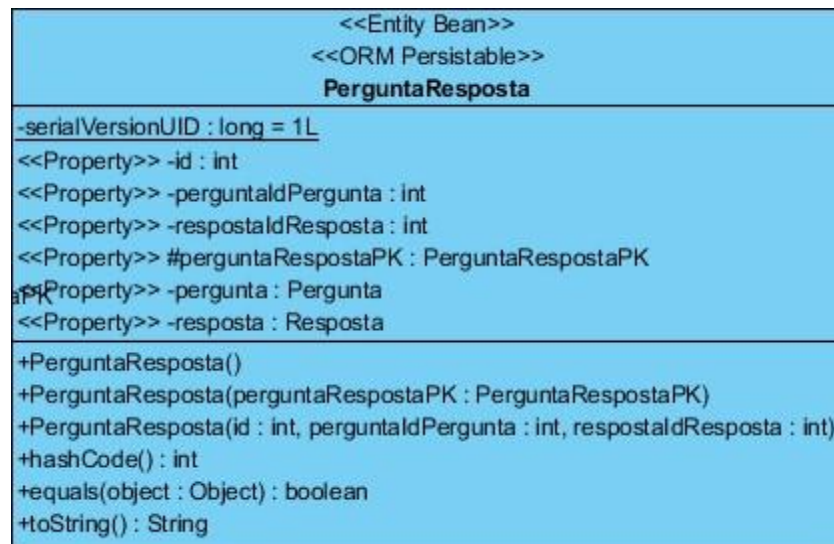 <<Entity Bean>>
<<ORM Persistable>>
PerguntaResposta
-serialVersionUID : long = 1L
<<Property>> -id : int
<<Property>> -perguntaIdPergunta : int
<<Property>> -respostaIdResposta : int
<<Property>> #perguntaRespostaPK : PerguntaRespostaPK
<<Property>> -pergunta : Pergunta
aPK
<<Property>> -resposta : Resposta
+PerguntaResposta()
+PerguntaResposta(perguntaRespostaPK : PerguntaRespostaPK)
+PerguntaResposta(id : int, perguntaIdPergunta : int, respostaIdResposta : int)
+hashCode() : int
+equals(object : Object) : boolean
+toString() : String